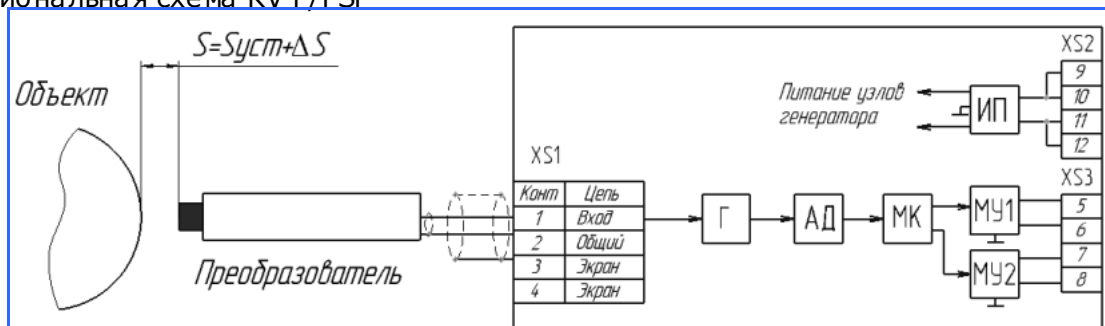 S=Sуст+ΔS
Объект
Преобразователь
XS1
Конт Цепь
1 Вход
2 Общий
3 Экран
4 Экран
Г
АД
МК
МУ1
МУ2
Питание узлов
генератора
ИП
XS2
9
10
11
12
XS3
5
6
7
8